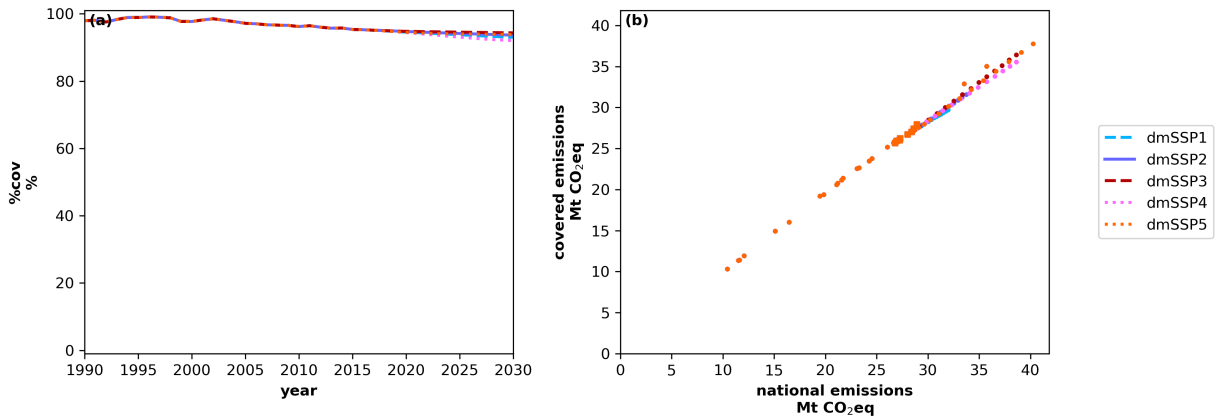 (a)
100
80
60
40
20
0
%cov
%
1990 1995 2000 2005 2010 2015 2020 2025 2030
year
(b)
40
35
30
25
20
15
10
5
0
covered emissions
Mt CO₂eq
0 5 10 15 20 25 30 35 40
national emissions
Mt CO₂eq
dmSSP1
dmSSP2
dmSSP3
dmSSP4
dmSSP5